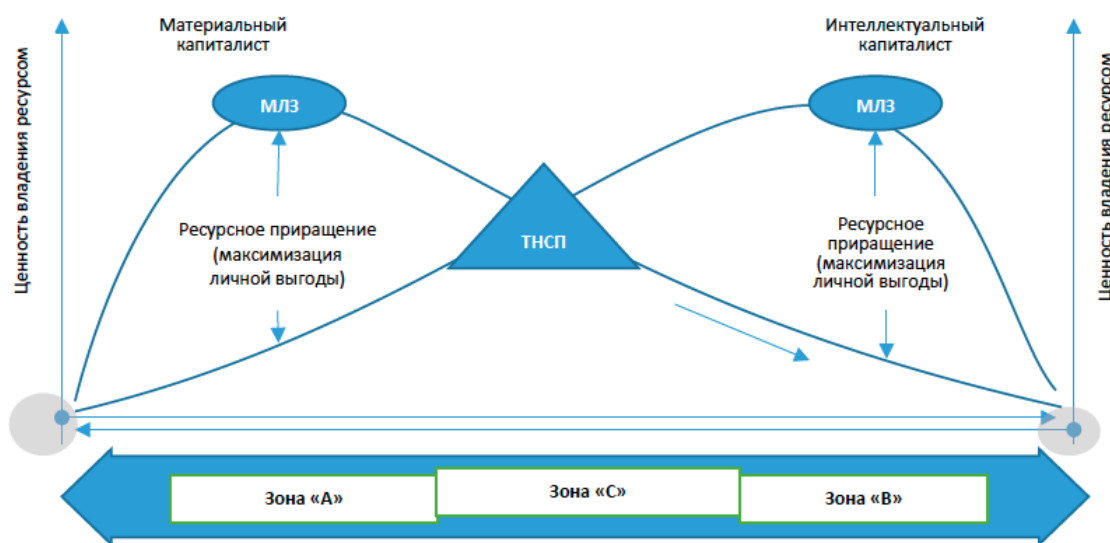 Материальный
капиталист
Интеллектуальный
капиталист
Ценность владения ресурсом
МЛЗ
МЛЗ
Ценность владения ресурсом
Ресурсное приращение
(максимизация
личной выгоды)
ТНСП
Ресурсное
приращение
(максимизация
личной выгоды)
Зона «А»
Зона «С»
Зона «В»